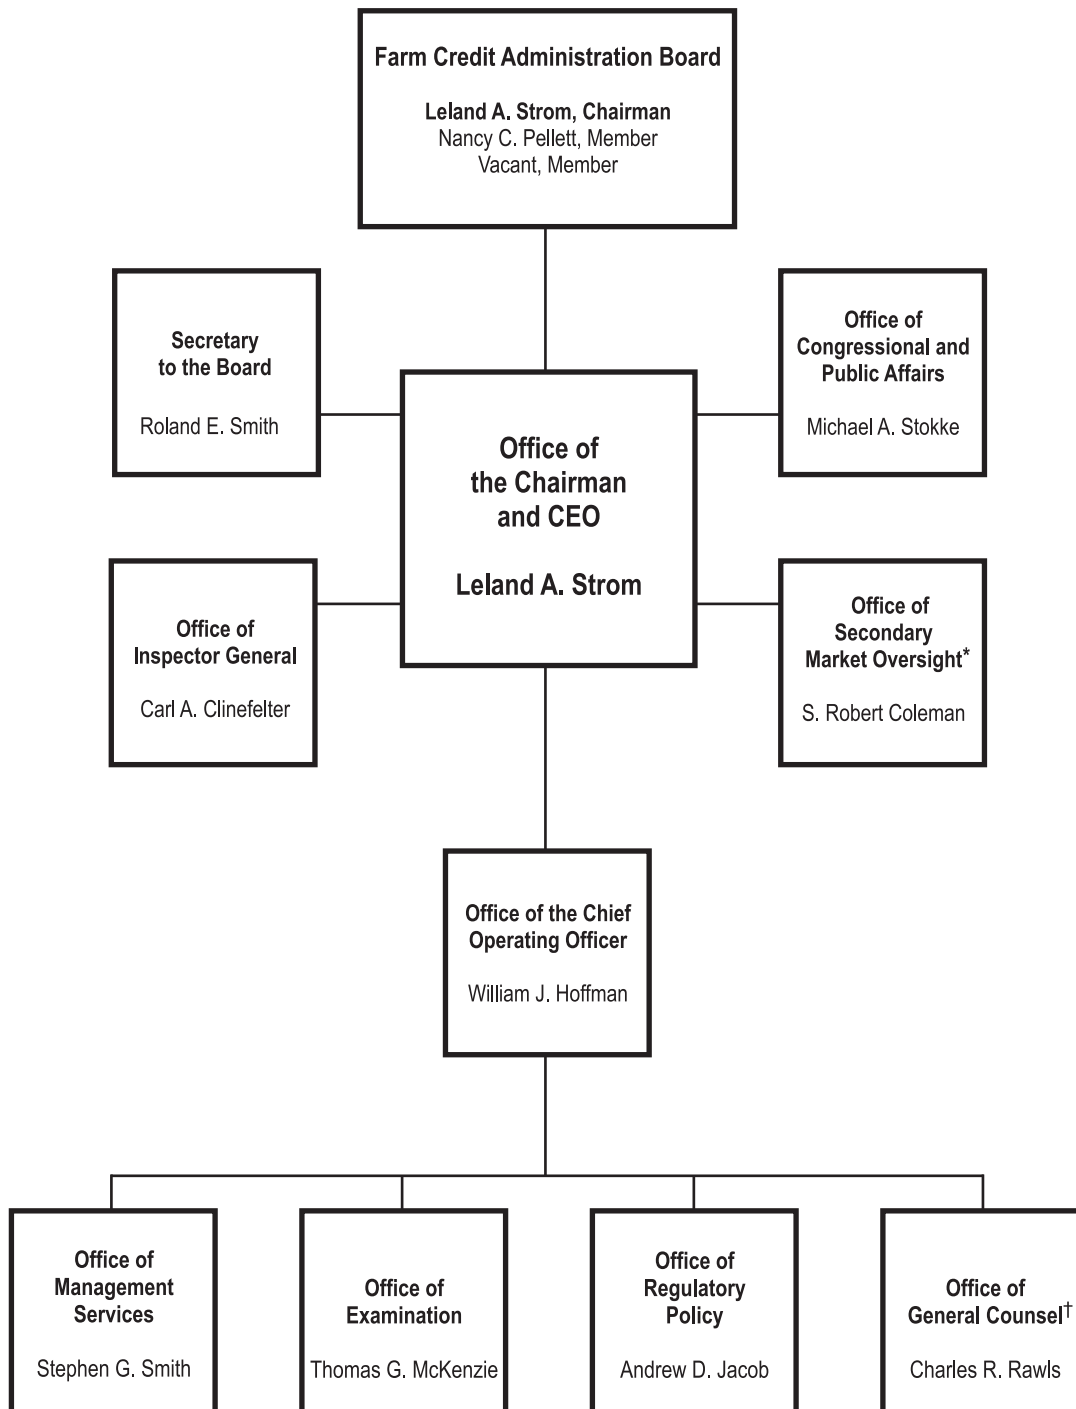 Farm Credit Administration Board
Leland A. Strom, Chairman
Nancy C. Pellett, Member
Vacant, Member
Secretary
to the Board
Roland E. Smith
Office of
Congressional and
Public Affairs
Michael A. Stokke
Office of
the Chairman
and CEO
Leland A. Strom
Office of
Inspector General
Carl A. Clinefelter
Office of
Secondary
Market Oversight*
S. Robert Coleman
Office of the Chief
Operating Officer
William J. Hoffman
Office of
Management
Services
Stephen G. Smith
Office of
Examination
Thomas G. McKenzie
Office of
Regulatory
Policy
Andrew D. Jacob
Office of
General Counsel†
Charles R. Rawls